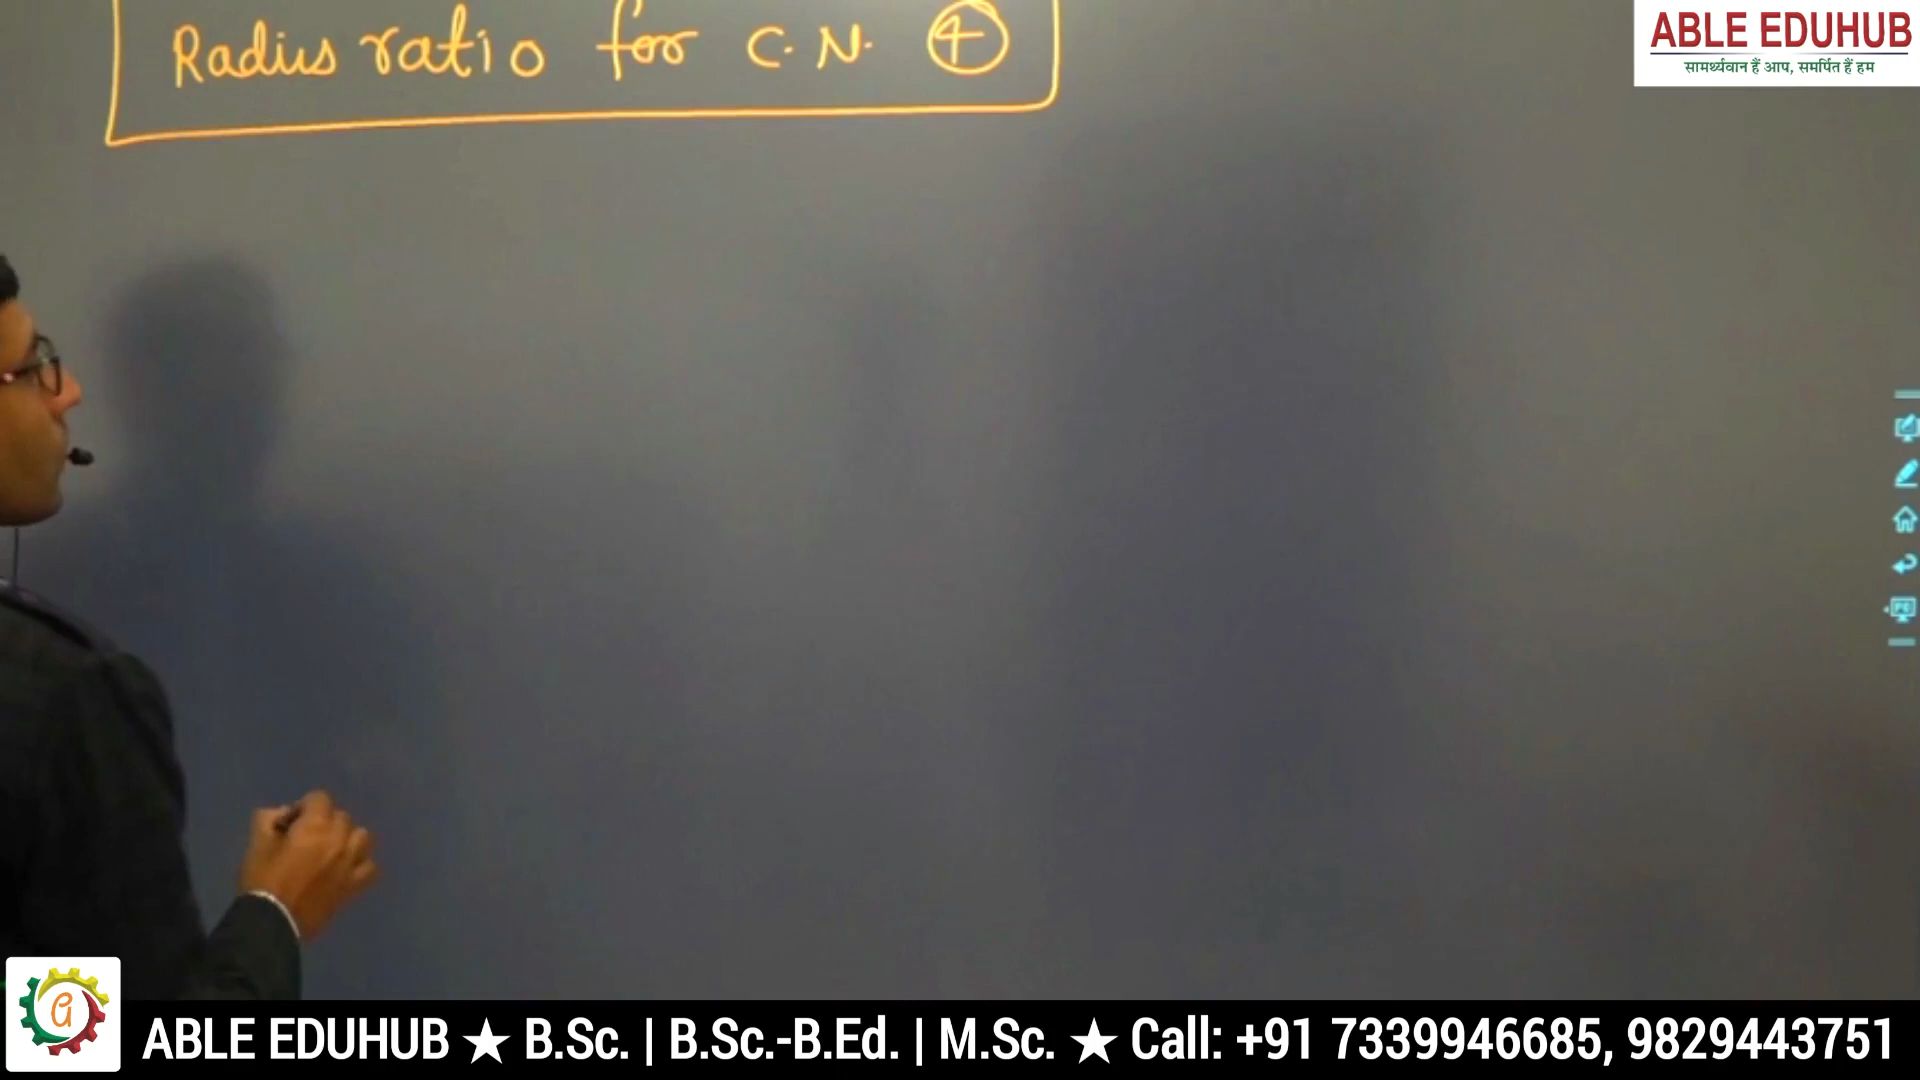 Radius ratio for C.N. 4
ABLE EDUHUB
सामर्थ्यवान हैं आप, समर्पित हैं हम
PC
G
ABLE EDUHUB ★ B.Sc. | B.Sc.-B.Ed. | M.Sc. ★ Call: +91 7339946685, 9829443751